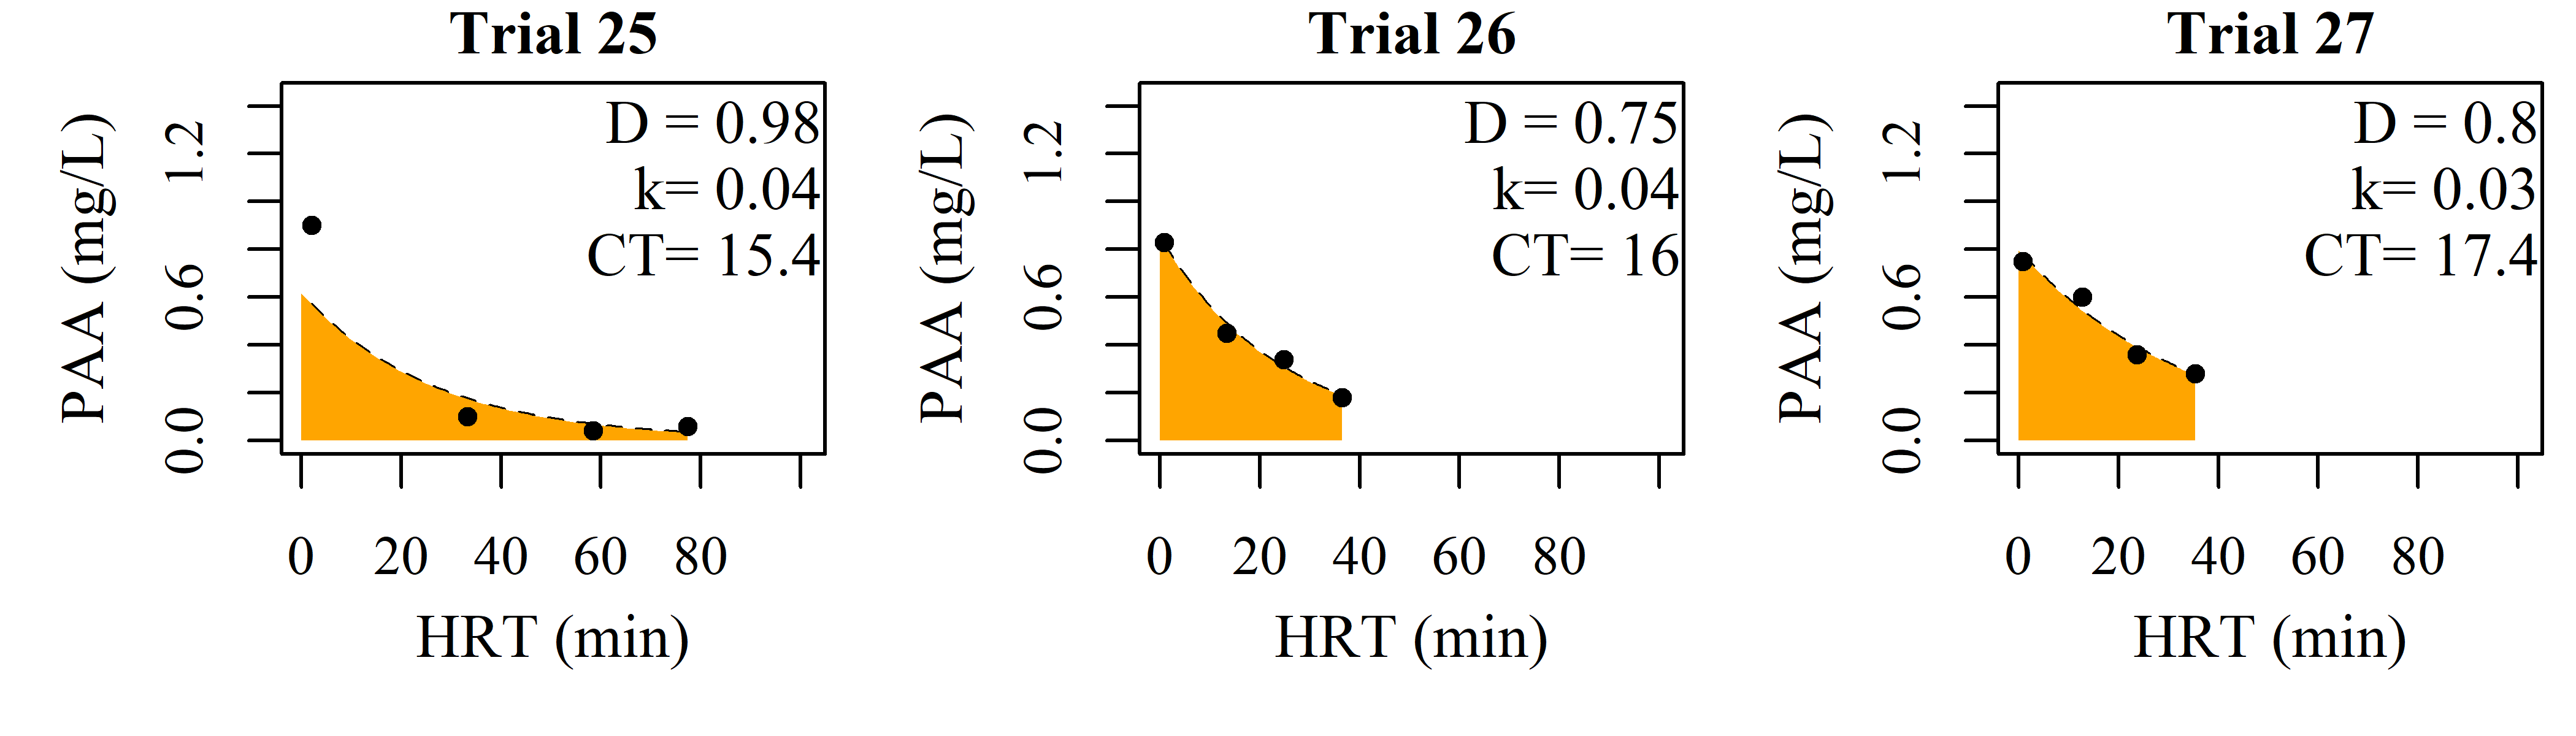 Trial 25
D = 0.98
k= 0.04
CT= 15.4
PAA (mg/L)
0.0 0.6 1.2
0 20 40 60 80
HRT (min)
Trial 26
D = 0.75
k= 0.04
CT= 16
PAA (mg/L)
0.0 0.6 1.2
0 20 40 60 80
HRT (min)
Trial 27
D = 0.8
k= 0.03
CT= 17.4
PAA (mg/L)
0.0 0.6 1.2
0 20 40 60 80
HRT (min)